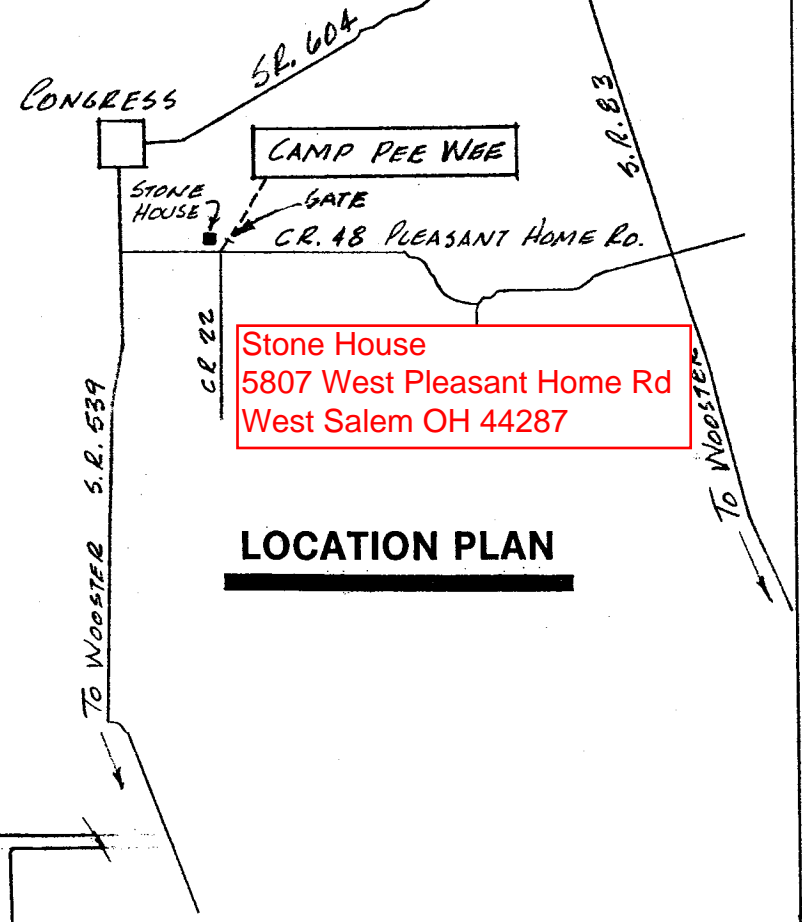 S.R. 604
CONGRESS
S.R. 83
CAMP PEE WEE
STONE
HOUSE
GATE
C.R. 48 PLEASANT HOME RD.
CR 22
Stone House
5807 West Pleasant Home Rd
West Salem OH 44287
TO WOOSTER S.R. 539
TO WOOSTER
LOCATION PLAN